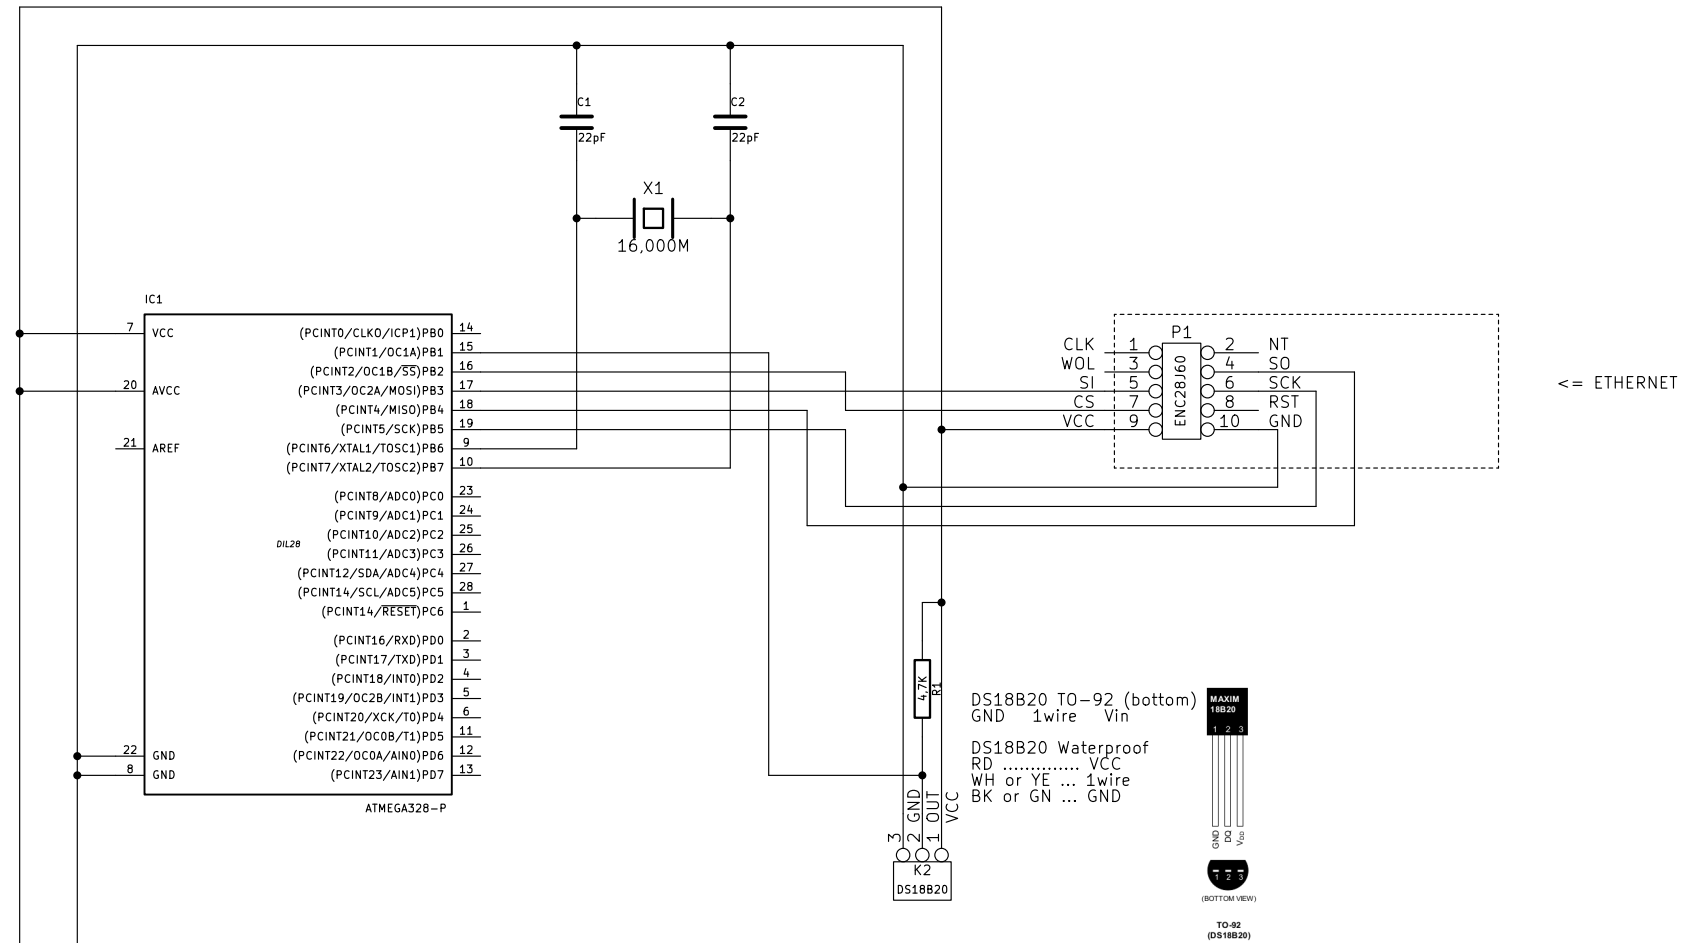 C1
22pF
C2
22pF
X1
16,000M
IC1
7 VCC
20 AVCC
21 AREF
22 GND
8 GND
(PCINT0/CLKO/ICP1)PB0 14
(PCINT1/OC1A)PB1 15
(PCINT2/OC1B/SS)PB2 16
(PCINT3/OC2A/MOSI)PB3 17
(PCINT4/MISO)PB4 18
(PCINT5/SCK)PB5 19
(PCINT6/XTAL1/TOSC1)PB6 9
(PCINT7/XTAL2/TOSC2)PB7 10
(PCINT8/ADC0)PC0 23
(PCINT9/ADC1)PC1 24
(PCINT10/ADC2)PC2 25
DIL28
(PCINT11/ADC3)PC3 26
(PCINT12/SDA/ADC4)PC4 27
(PCINT14/SCL/ADC5)PC5 28
(PCINT14/RESET)PC6 1
(PCINT16/RXD)PD0 2
(PCINT17/TXD)PD1 3
(PCINT18/INT0)PD2 4
(PCINT19/OC2B/INT1)PD3 5
(PCINT20/XCK/T0)PD4 6
(PCINT21/OC0B/T1)PD5 11
(PCINT22/OC0A/AIN0)PD6 12
(PCINT23/AIN1)PD7 13
ATMEGA328-P
P1
ENC28J60
CLK 1 2 NT
WOL 3 4 SO
SI 5 6 SCK
CS 7 8 RST
VCC 9 10 GND
<= ETHERNET
4,7K
R1
3 GND
2 OUT
1 VCC
K2
DS18B20
DS18B20 TO-92 (bottom)
GND 1wire Vin
DS18B20 Waterproof
RD .............. VCC
WH or YE ... 1wire
BK or GN ... GND
MAXIM
18B20
1 2 3
GND
DQ
VDD
1 2 3
(BOTTOM VIEW)
TO-92
(DS18B20)